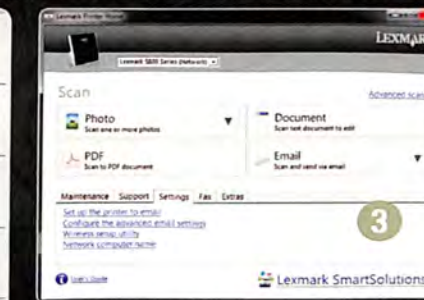 Lexmark Printer Home
LEXMAR
Lexmark S800 Series (Network)
Scan
Advanced scan
Photo
Scan one or more photos
Document
Scan text document to edit
PDF
Scan to PDF document
Email
Scan and send via email
Maintenance Support Settings Fax Extras
Set up the printer to email
Configure the advanced email settings
Wireless setup utility
Network computer name
3
User's Guide
Lexmark SmartSolutions